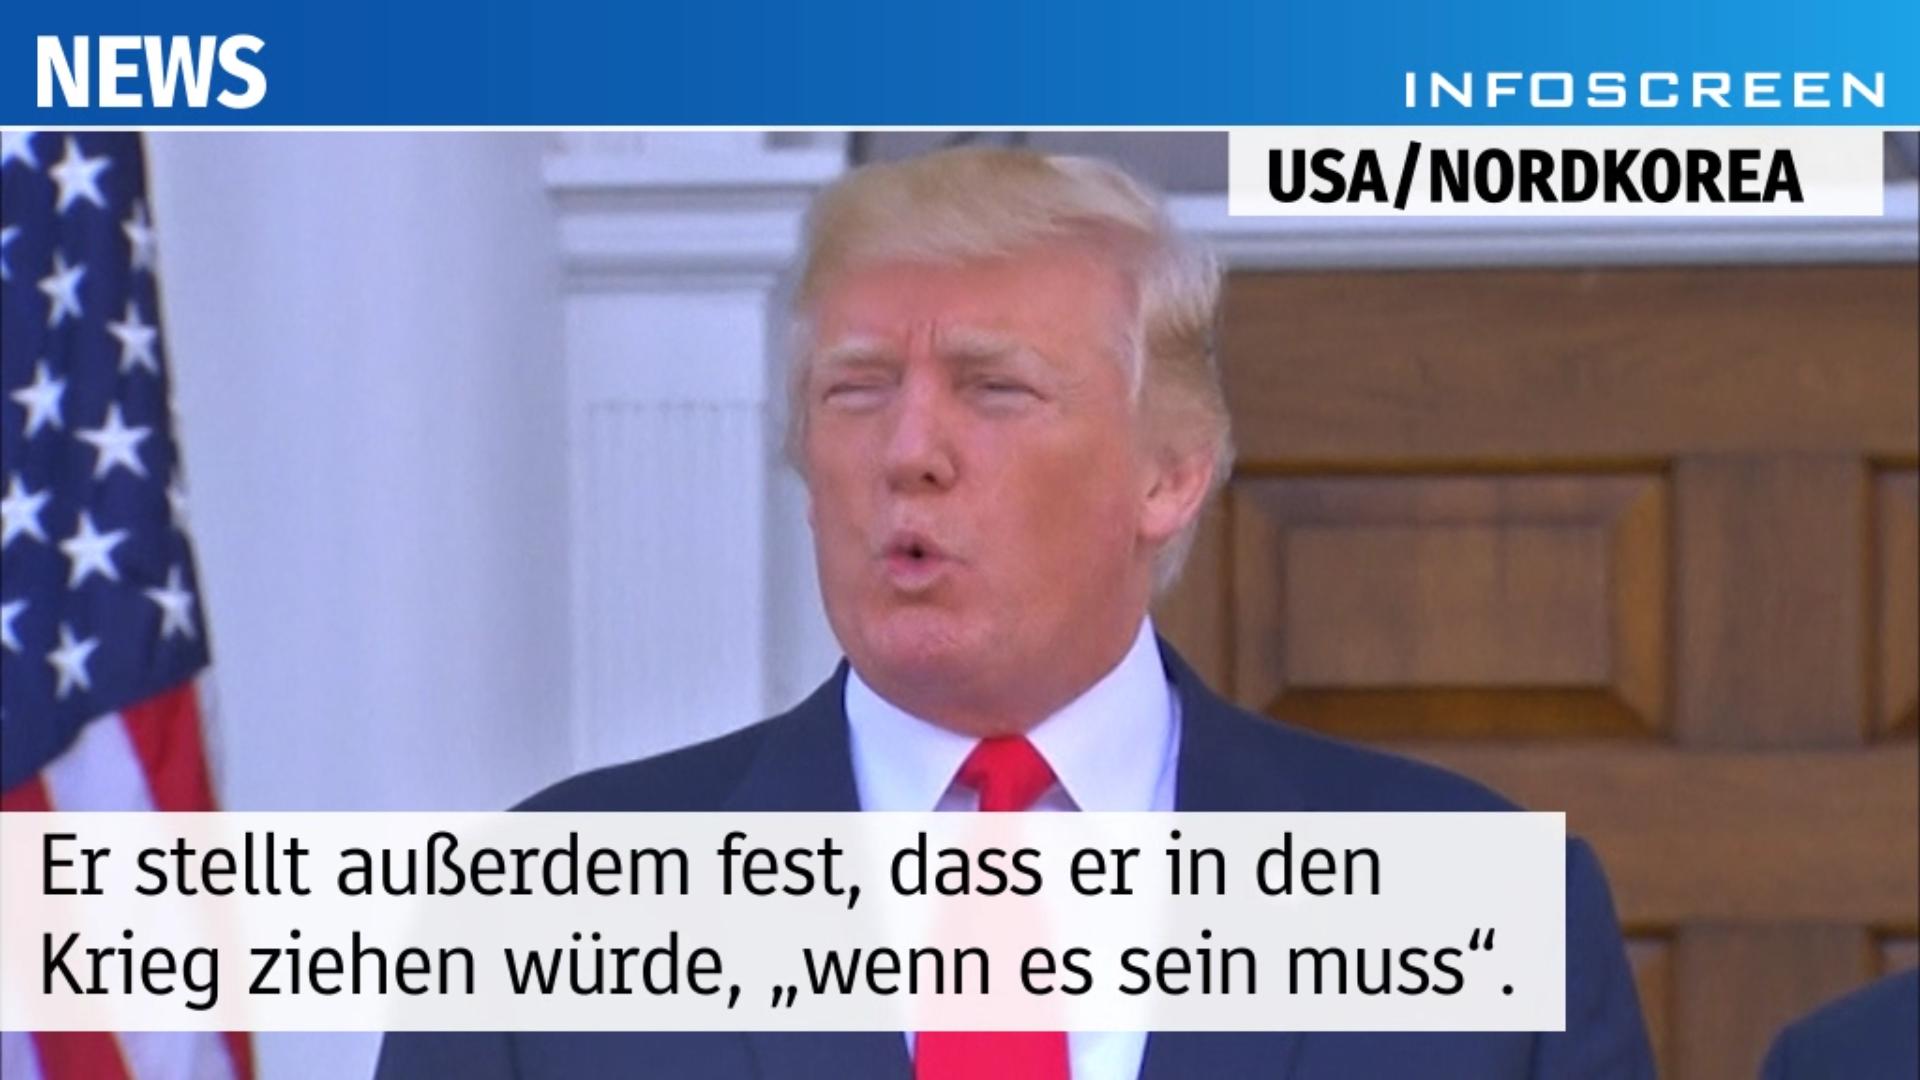 NEWS
INFOSCREEN
USA/NORDKOREA
Er stellt außerdem fest, dass er in den
Krieg ziehen würde, „wenn es sein muss“.